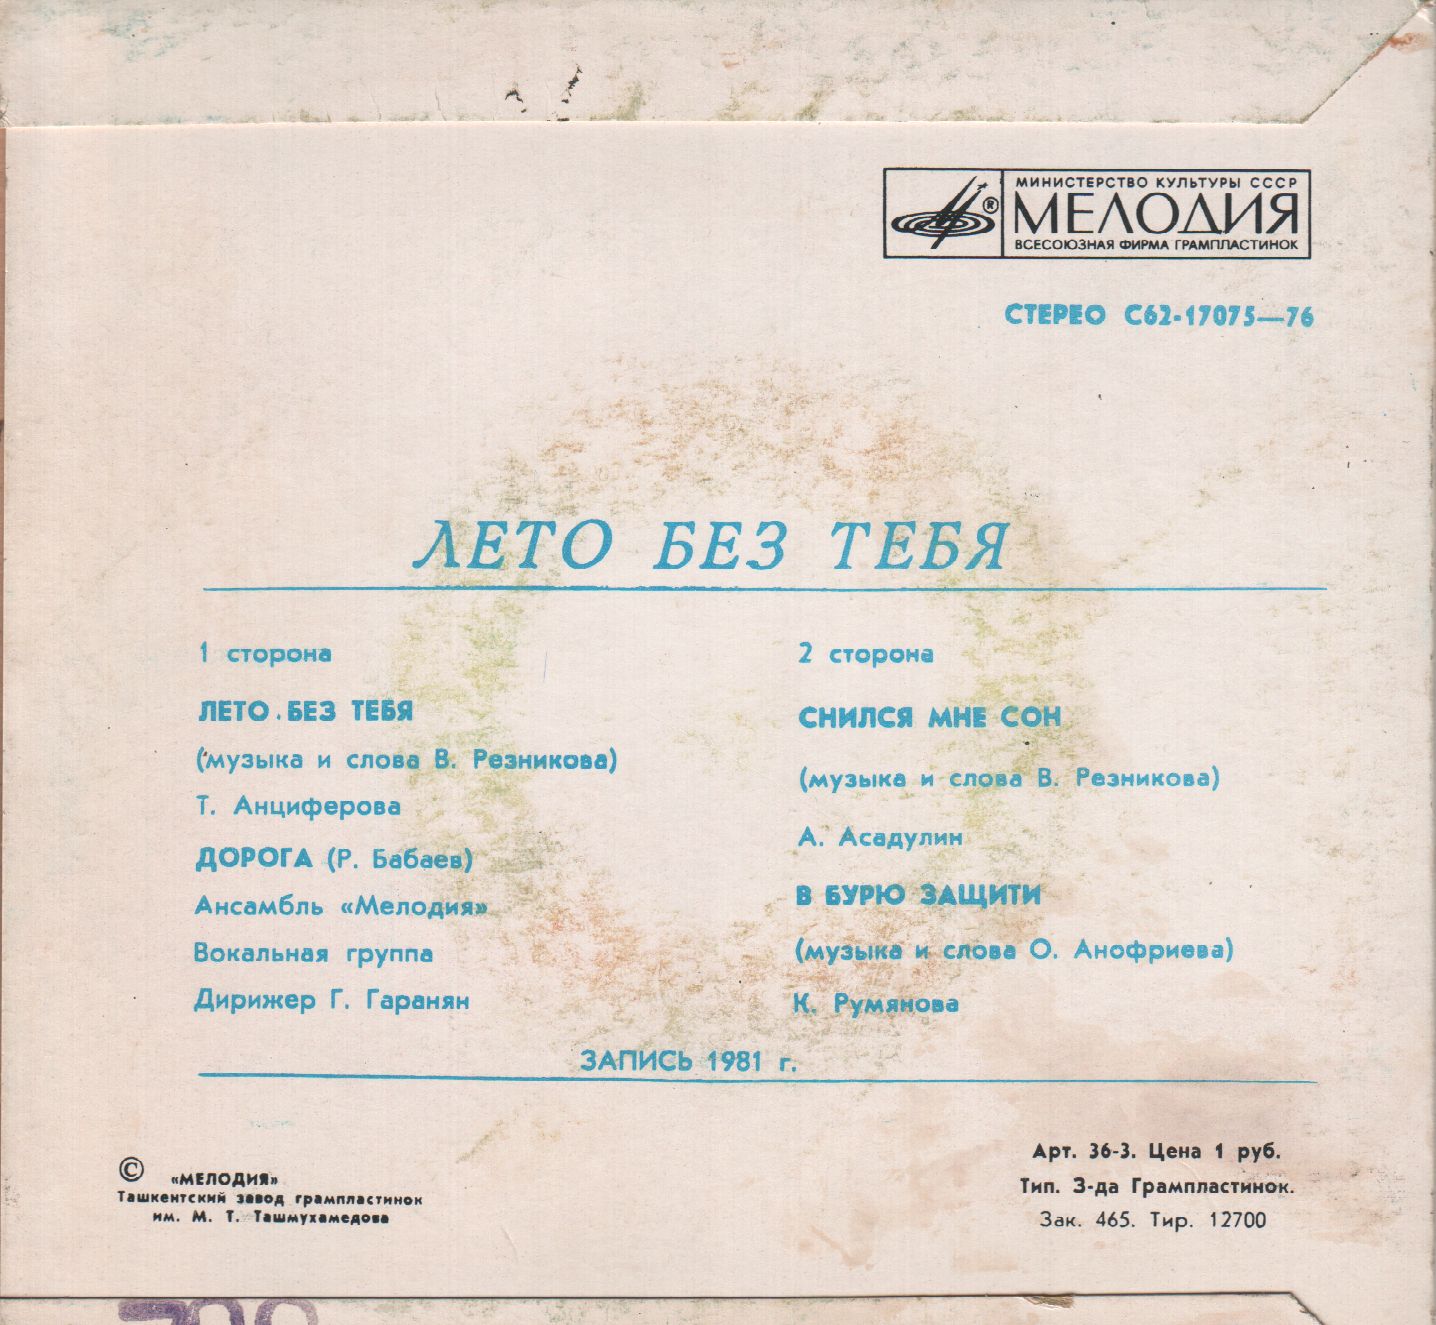 МИНИСТЕРСТВО КУЛЬТУРЫ СССР
МЕЛОДИЯ
®
ВСЕСОЮЗНАЯ ФИРМА ГРАМПЛАСТИНОК
СТЕРЕО С62-17075—76
ЛЕТО БЕЗ ТЕБЯ
1 сторона
ЛЕТО БЕЗ ТЕБЯ
(музыка и слова В. Резникова)
Т. Анциферова
ДОРОГА (Р. Бабаев)
Ансамбль «Мелодия»
Вокальная группа
Дирижер Г. Гаранян
2 сторона
СНИЛСЯ МНЕ СОН
(музыка и слова В. Резникова)
А. Асадулин
В БУРЮ ЗАЩИТИ
(музыка и слова О. Анофриева)
К. Румянова
ЗАПИСЬ 1981 г.
© «МЕЛОДИЯ»
Ташкентский завод грампластинок
им. М. Т. Ташмухамедова
Арт. 36-3. Цена 1 руб.
Тип. З-да Грампластинок.
Зак. 465. Тир. 12700